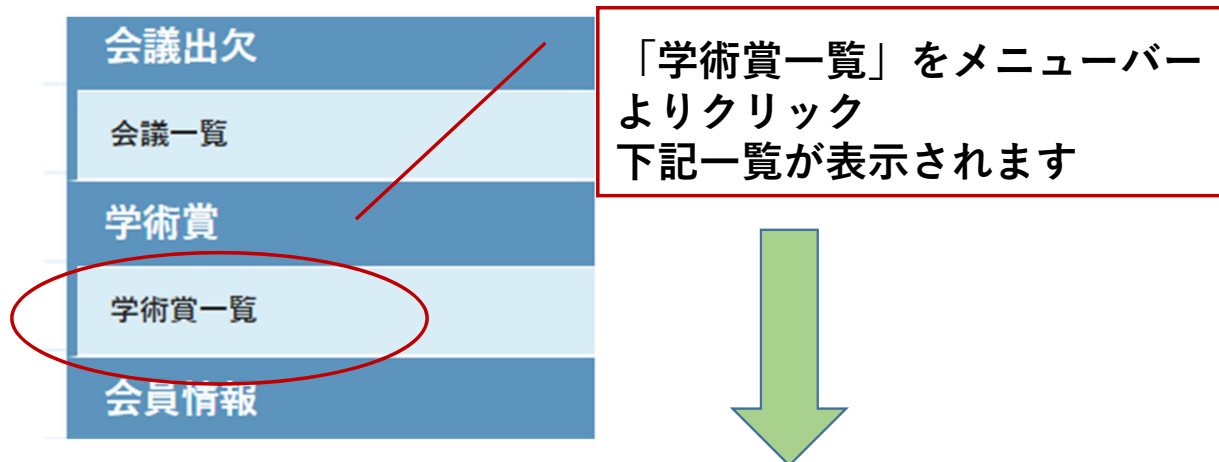 会議出欠
会議一覧
学術賞
学術賞一覧
会員情報
「学術賞一覧」をメニューバー
よりクリック
下記一覧が表示されます